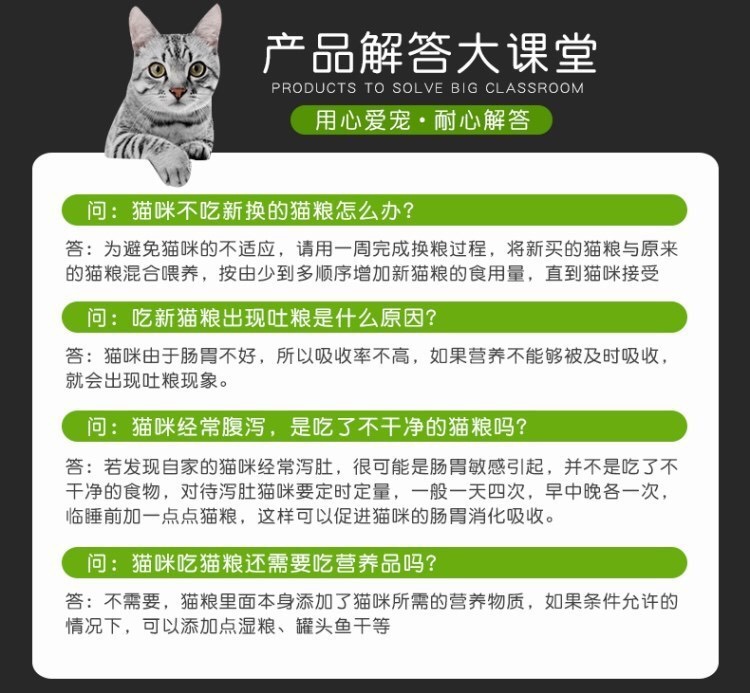 产品解答大课堂
PRODUCTS TO SOLVE BIG CLASSROOM
用心爱宠·耐心解答
问：猫咪不吃新换的猫粮怎么办?
答：为避免猫咪的不适应，请用一周完成换粮过程，将新买的猫粮与原来
的猫粮混合喂养，按由少到多顺序增加新猫粮的食用量，直到猫咪接受
问：吃新猫粮出现吐粮是什么原因?
答：猫咪由于肠胃不好，所以吸收率不高，如果营养不能够被及时吸收，
就会出现吐粮现象。
问：猫咪经常腹泻，是吃了不干净的猫粮吗?
答：若发现自家的猫咪经常泻肚，很可能是肠胃敏感引起，并不是吃了不
干净的食物，对待泻肚猫咪要定时定量，一般一天四次，早中晚各一次，
临睡前加一点点猫粮，这样可以促进猫咪的肠胃消化吸收。
问：猫咪吃猫粮还需要吃营养品吗?
答：不需要，猫粮里面本身添加了猫咪所需的营养物质，如果条件允许的
情况下，可以添加点湿粮、罐头鱼干等